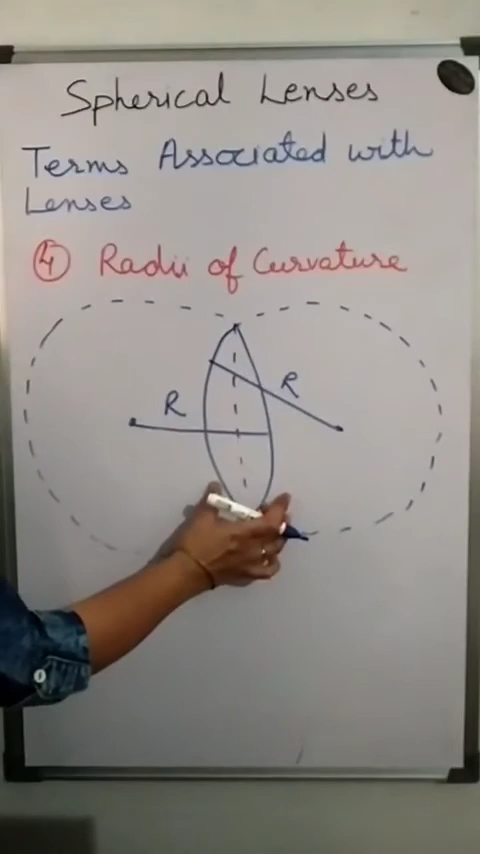 Spherical Lenses
Terms Associated with
Lenses
④ Radii of Curvature
R
R